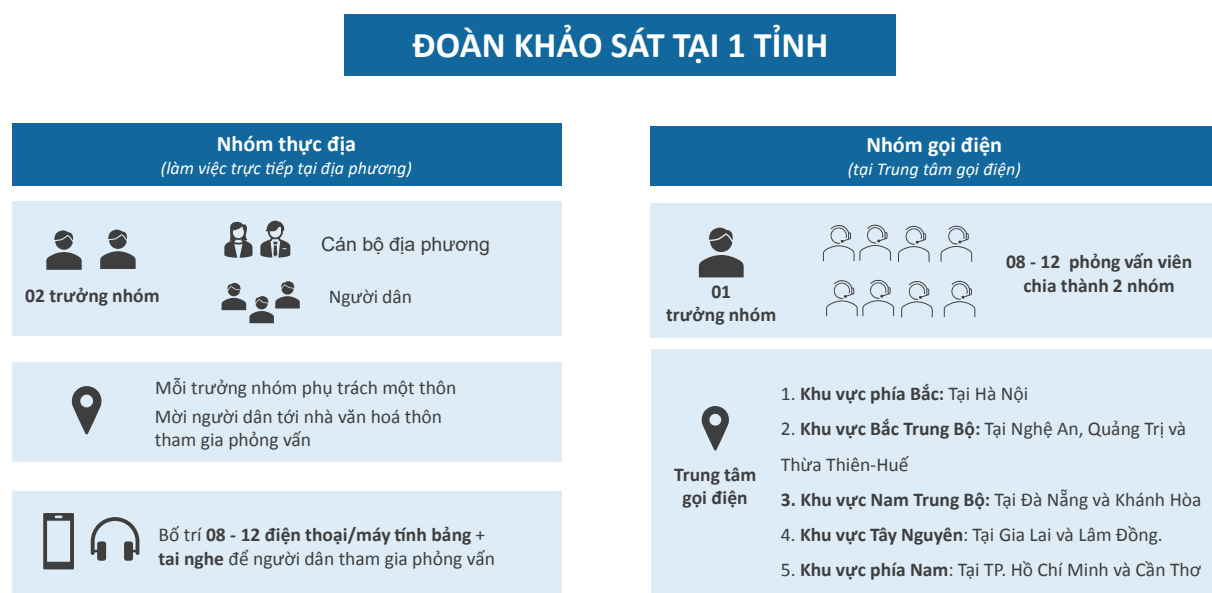 ĐOÀN KHẢO SÁT TẠI 1 TỈNH
Nhóm thực địa
(làm việc trực tiếp tại địa phương)
02 trưởng nhóm
Cán bộ địa phương
Người dân
Mỗi trưởng nhóm phụ trách một thôn
Mời người dân tới nhà văn hoá thôn
tham gia phỏng vấn
Bố trí 08 - 12 điện thoại/máy tính bảng +
tai nghe để người dân tham gia phỏng vấn
Nhóm gọi điện
(tại Trung tâm gọi điện)
01
trưởng nhóm
08 - 12 phỏng vấn viên
chia thành 2 nhóm
Trung tâm
gọi điện
1. Khu vực phía Bắc: Tại Hà Nội
2. Khu vực Bắc Trung Bộ: Tại Nghệ An, Quảng Trị và
Thừa Thiên-Huế
3. Khu vực Nam Trung Bộ: Tại Đà Nẵng và Khánh Hòa
4. Khu vực Tây Nguyên: Tại Gia Lai và Lâm Đồng.
5. Khu vực phía Nam: Tại TP. Hồ Chí Minh và Cần Thơ